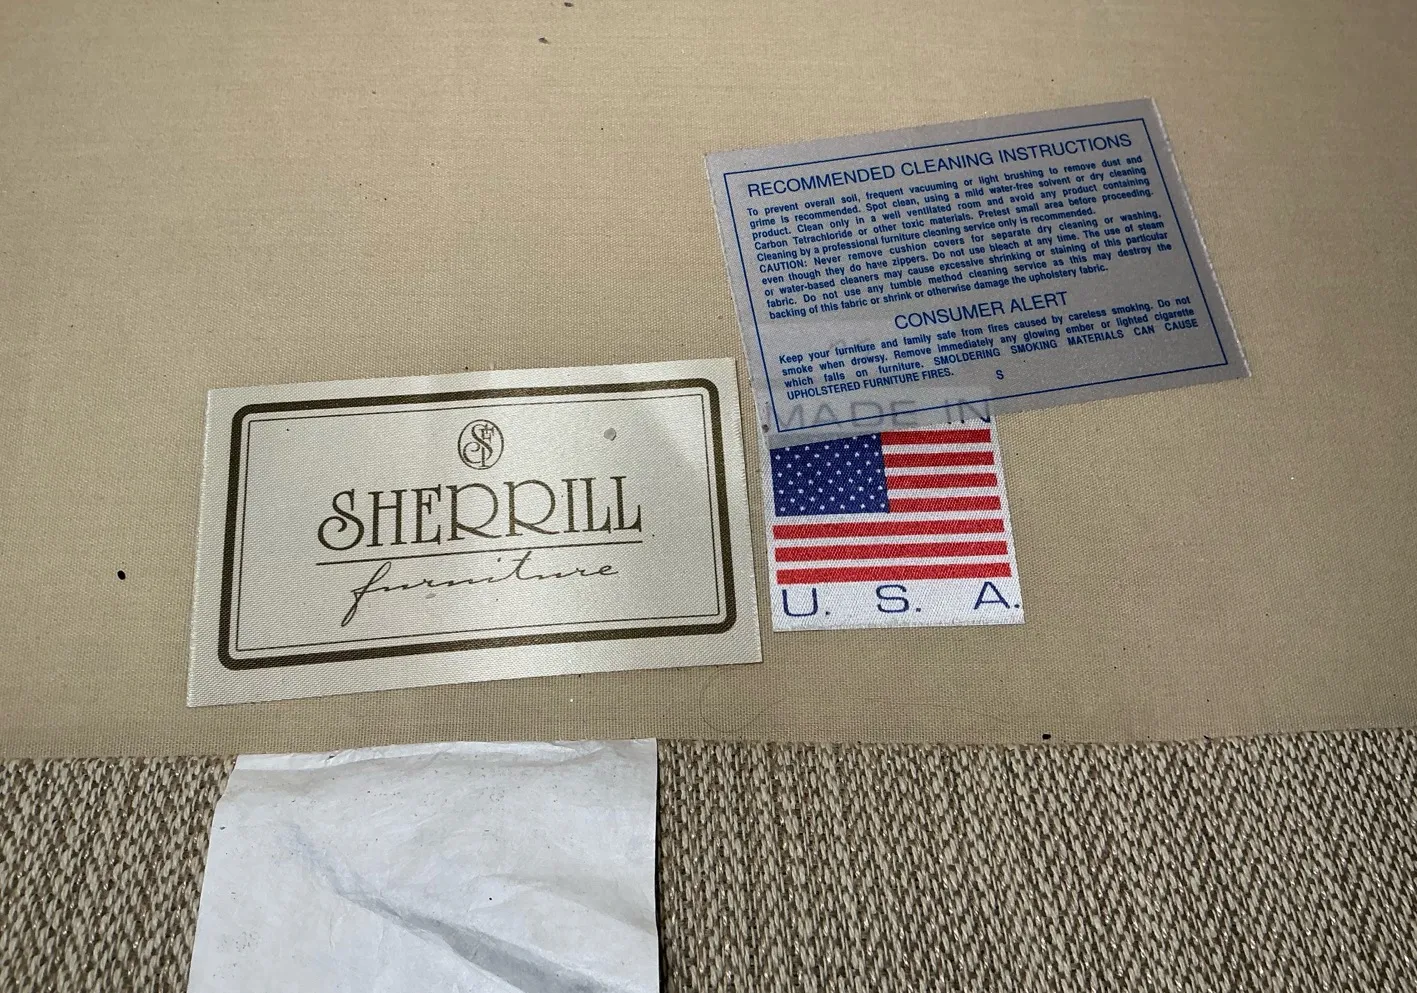 RECOMMENDED CLEANING INSTRUCTIONS
To prevent overall soil, frequent vacuuming or light brushing to remove dust and
grime is recommended. Spot clean, using a mild water-free solvent or dry cleaning
product. Clean only in a well ventilated room and avoid any product containing
Carbon Tetrachloride or other toxic materials. Pretest small area before proceeding.
Cleaning by a professional furniture cleaning service only is recommended.
CAUTION: Never remove cushion covers for separate dry cleaning or washing,
even though they do have zippers. Do not use bleach at any time. The use of steam
or water-based cleaners may cause excessive shrinking or staining of this particular
fabric. Do not use any tumble method cleaning service as this may destroy the
backing of this fabric or shrink or otherwise damage the upholstery fabric.
CONSUMER ALERT
Keep your furniture and family safe from fires caused by careless smoking. Do not
smoke when drowsy. Remove immediately any glowing ember or lighted cigarette
which falls on furniture. SMOLDERING SMOKING MATERIALS CAN CAUSE
UPHOLSTERED FURNITURE FIRES. S
MADE IN
U. S. A.
SF
SHERRILL
furniture